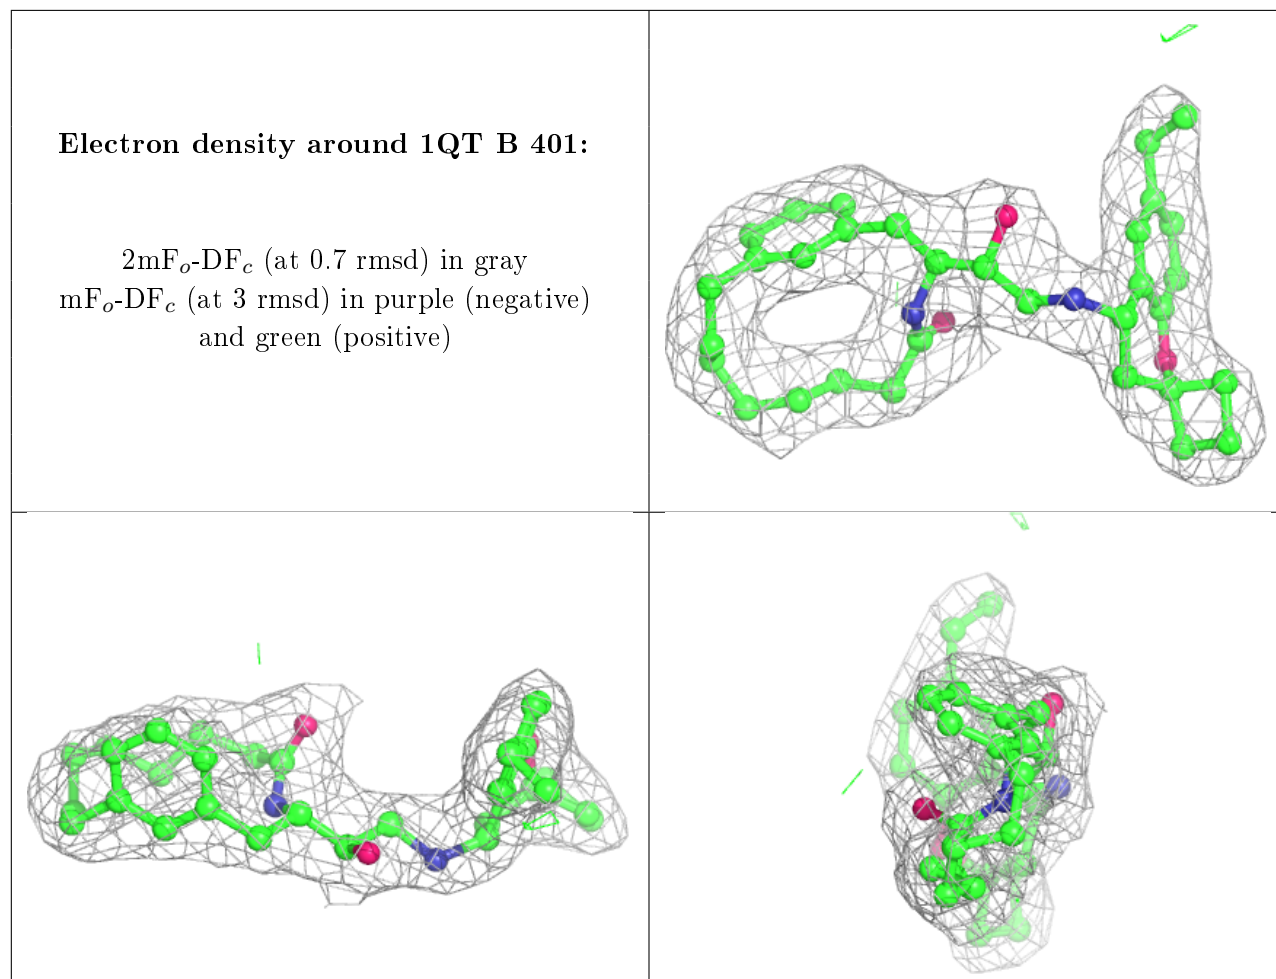 Electron density around 1QT B 401:
2mFo-DFc (at 0.7 rmsd) in gray
mFo-DFc (at 3 rmsd) in purple (negative)
and green (positive)